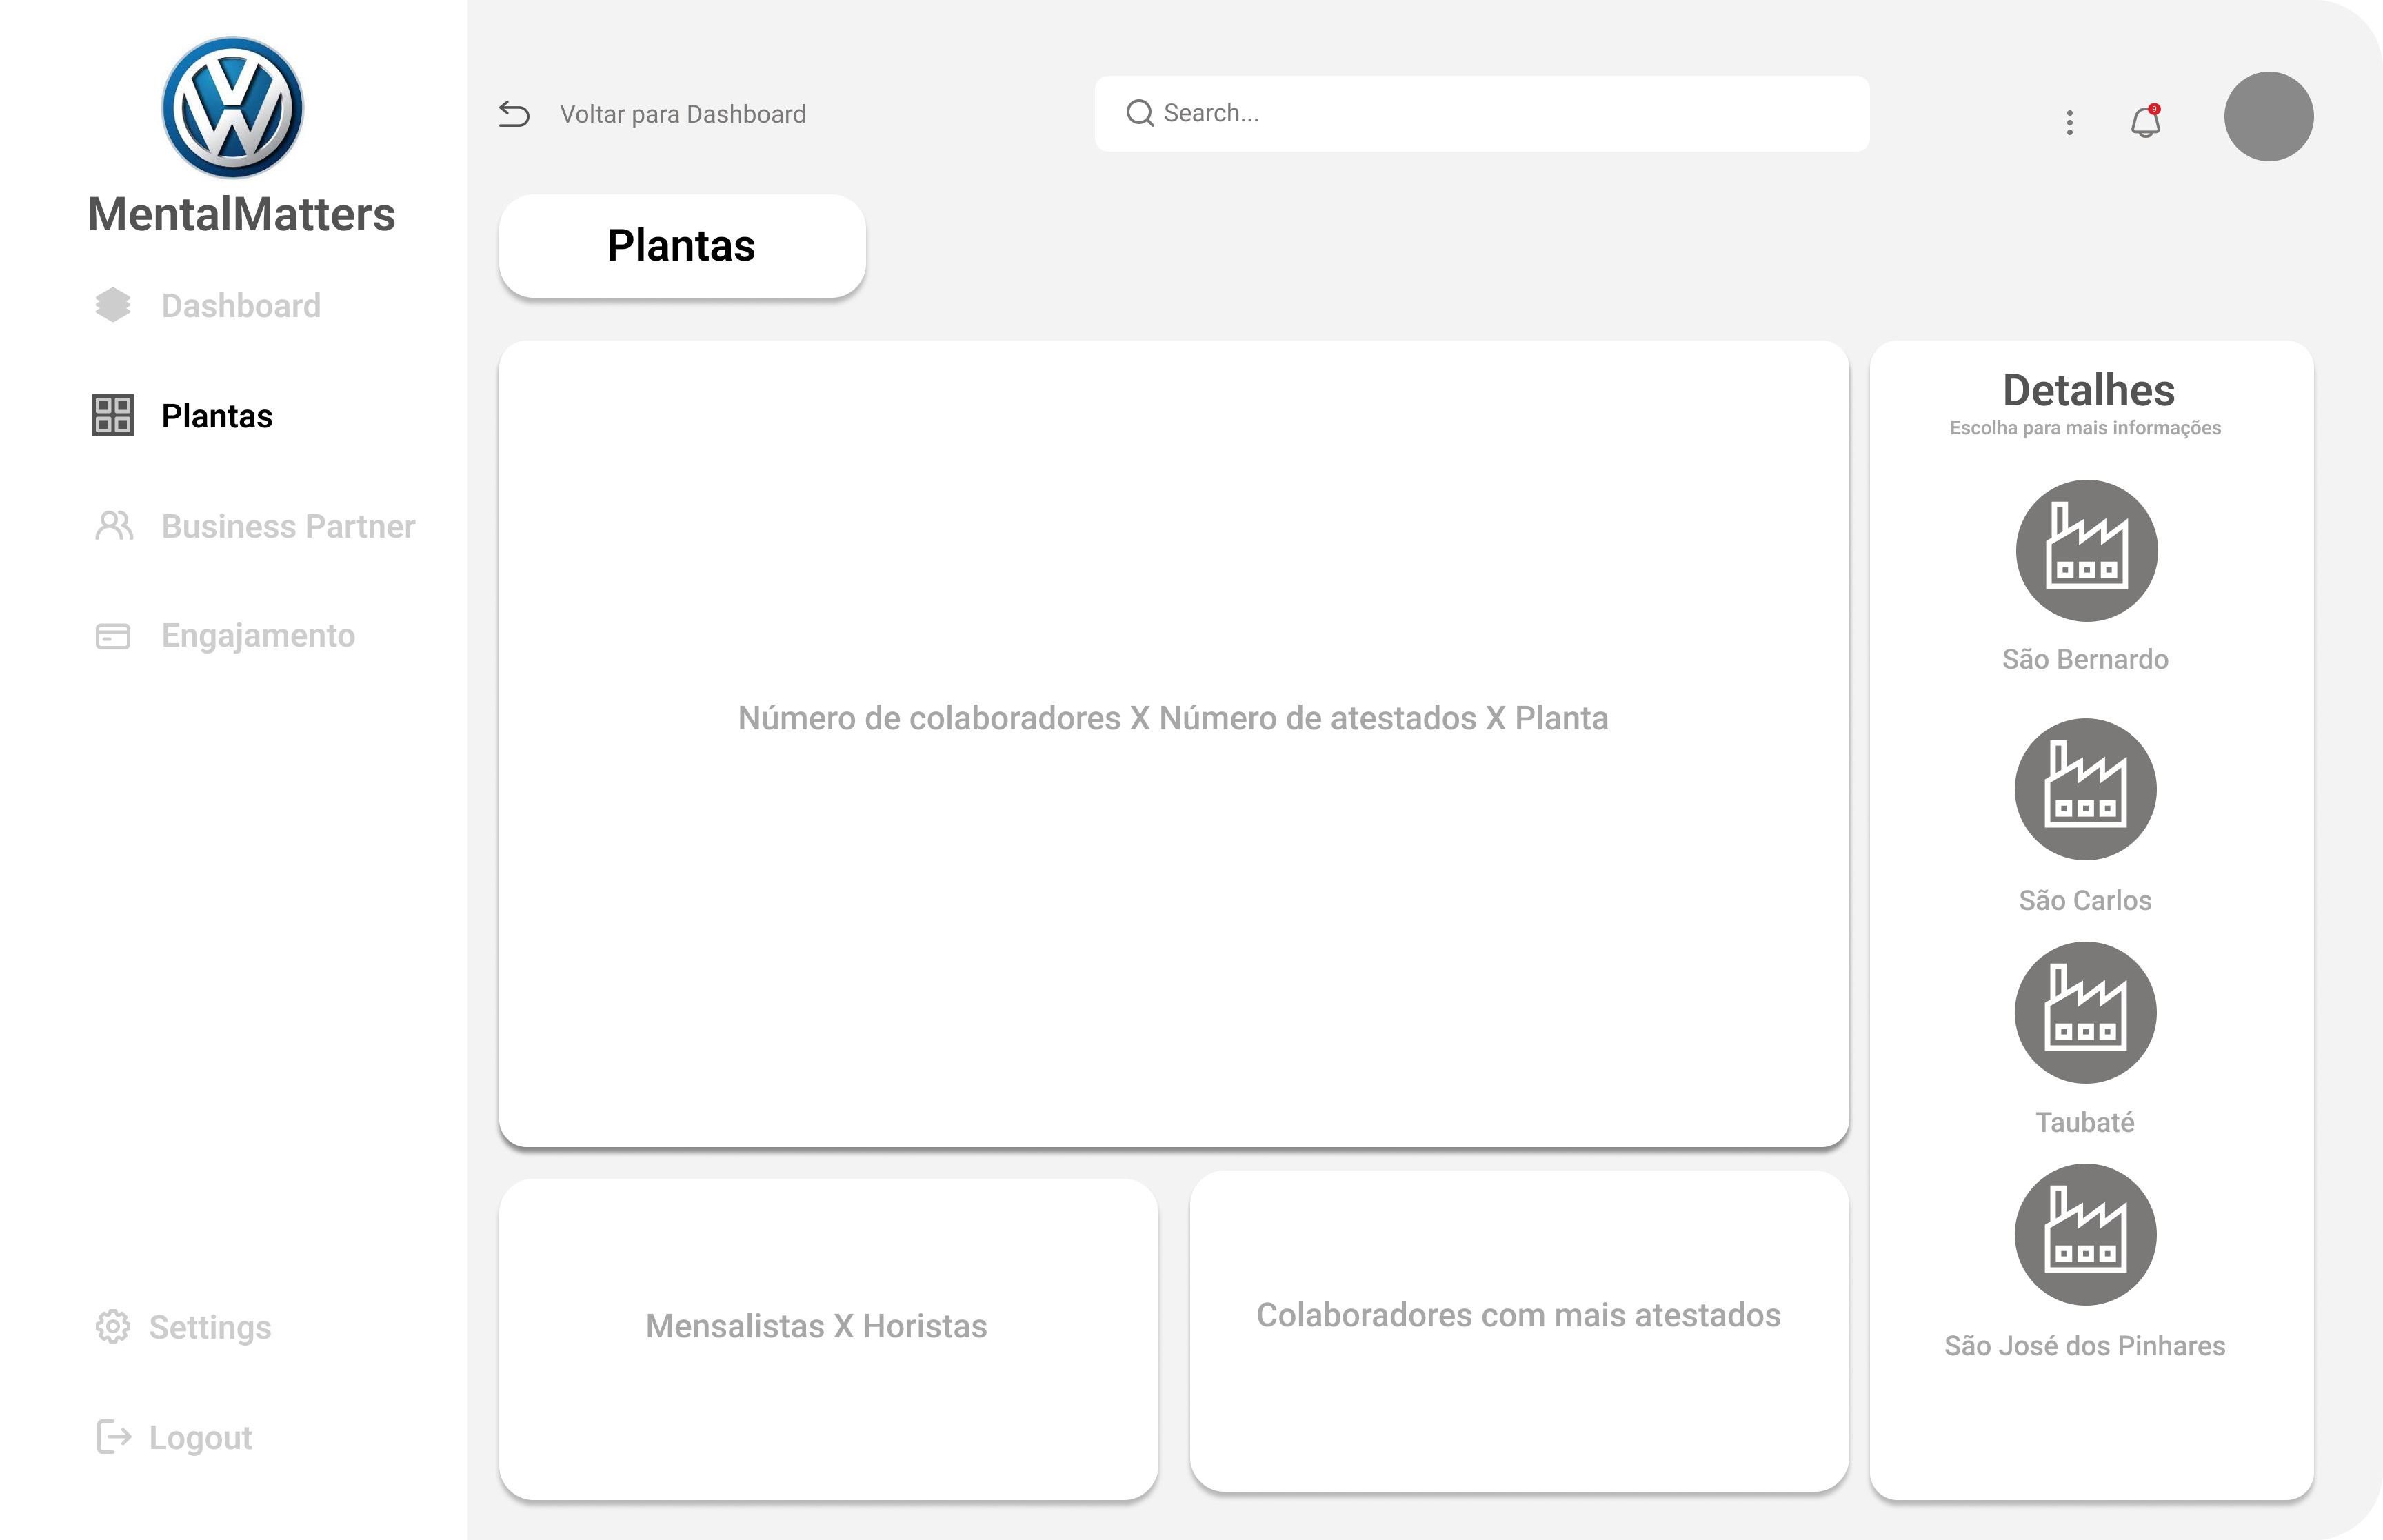 MentalMatters
Dashboard
Plantas
Business Partner
Engajamento
Settings
Logout
Voltar para Dashboard
Search...
9
Plantas
Número de colaboradores X Número de atestados X Planta
Mensalistas X Horistas
Colaboradores com mais atestados
Detalhes
Escolha para mais informações
São Bernardo
São Carlos
Taubaté
São José dos Pinhares